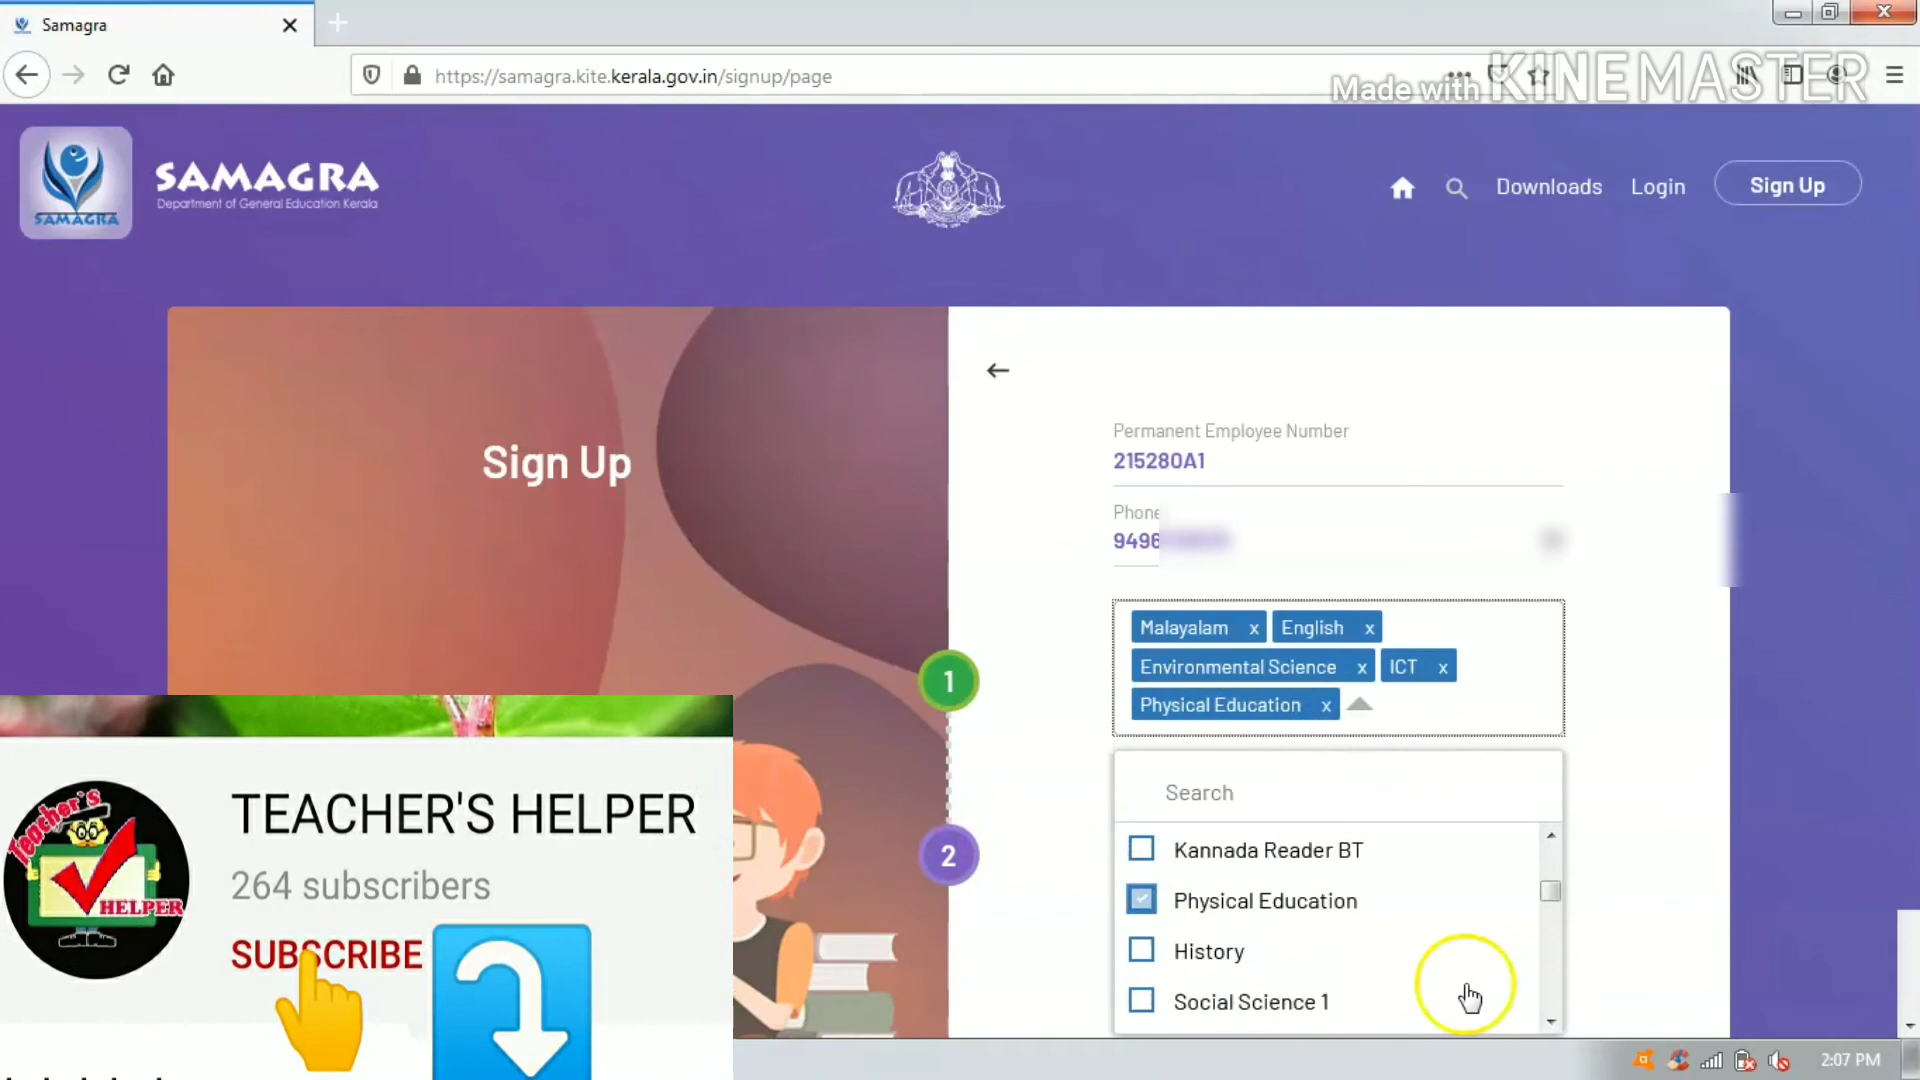 Samagra
https://samagra.kite.kerala.gov.in/signup/page
Made with KINEMASTER
SAMAGRA
SAMAGRA
Department of General Education Kerala
Downloads
Login
Sign Up
Sign Up
Permanent Employee Number
215280A1
Phone
9496
Malayalam x English x
Environmental Science x ICT x
Physical Education x
1
Search
2
Kannada Reader BT
Physical Education
History
Social Science 1
Teacher's
HELPER
TEACHER'S HELPER
264 subscribers
SUBSCRIBE
2:07 PM